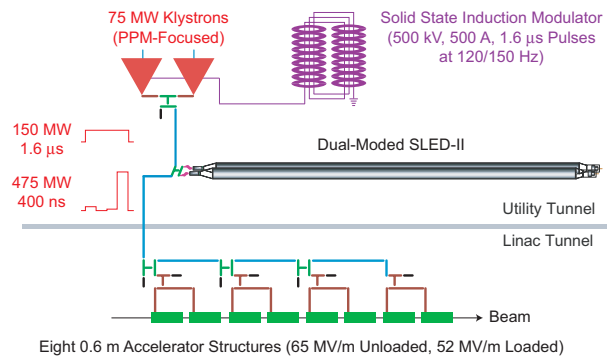 75 MW Klystrons
(PPM-Focused)
Solid State Induction Modulator
(500 kV, 500 A, 1.6 μs Pulses
at 120/150 Hz)
150 MW
1.6 μs
Dual-Moded SLED-II
475 MW
400 ns
Utility Tunnel
Linac Tunnel
Beam
Eight 0.6 m Accelerator Structures (65 MV/m Unloaded, 52 MV/m Loaded)